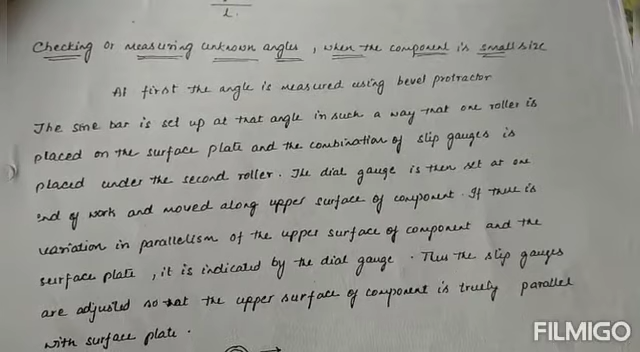 L.
Checking or measuring unknown angles, when the component is small size
At first the angle is measured using bevel protractor
The sine bar is set up at that angle in such a way that one roller is
placed on the surface plate and the combination of slip gauges is
placed under the second roller. The dial gauge is then set at one
end of work and moved along upper surface of component. If there is
variation in parallelism of the upper surface of component and the
surface plate, it is indicated by the dial gauge. Thus the slip gauges
are adjusted so that the upper surface of component is truely parallel
with surface plate.
FILMIGO